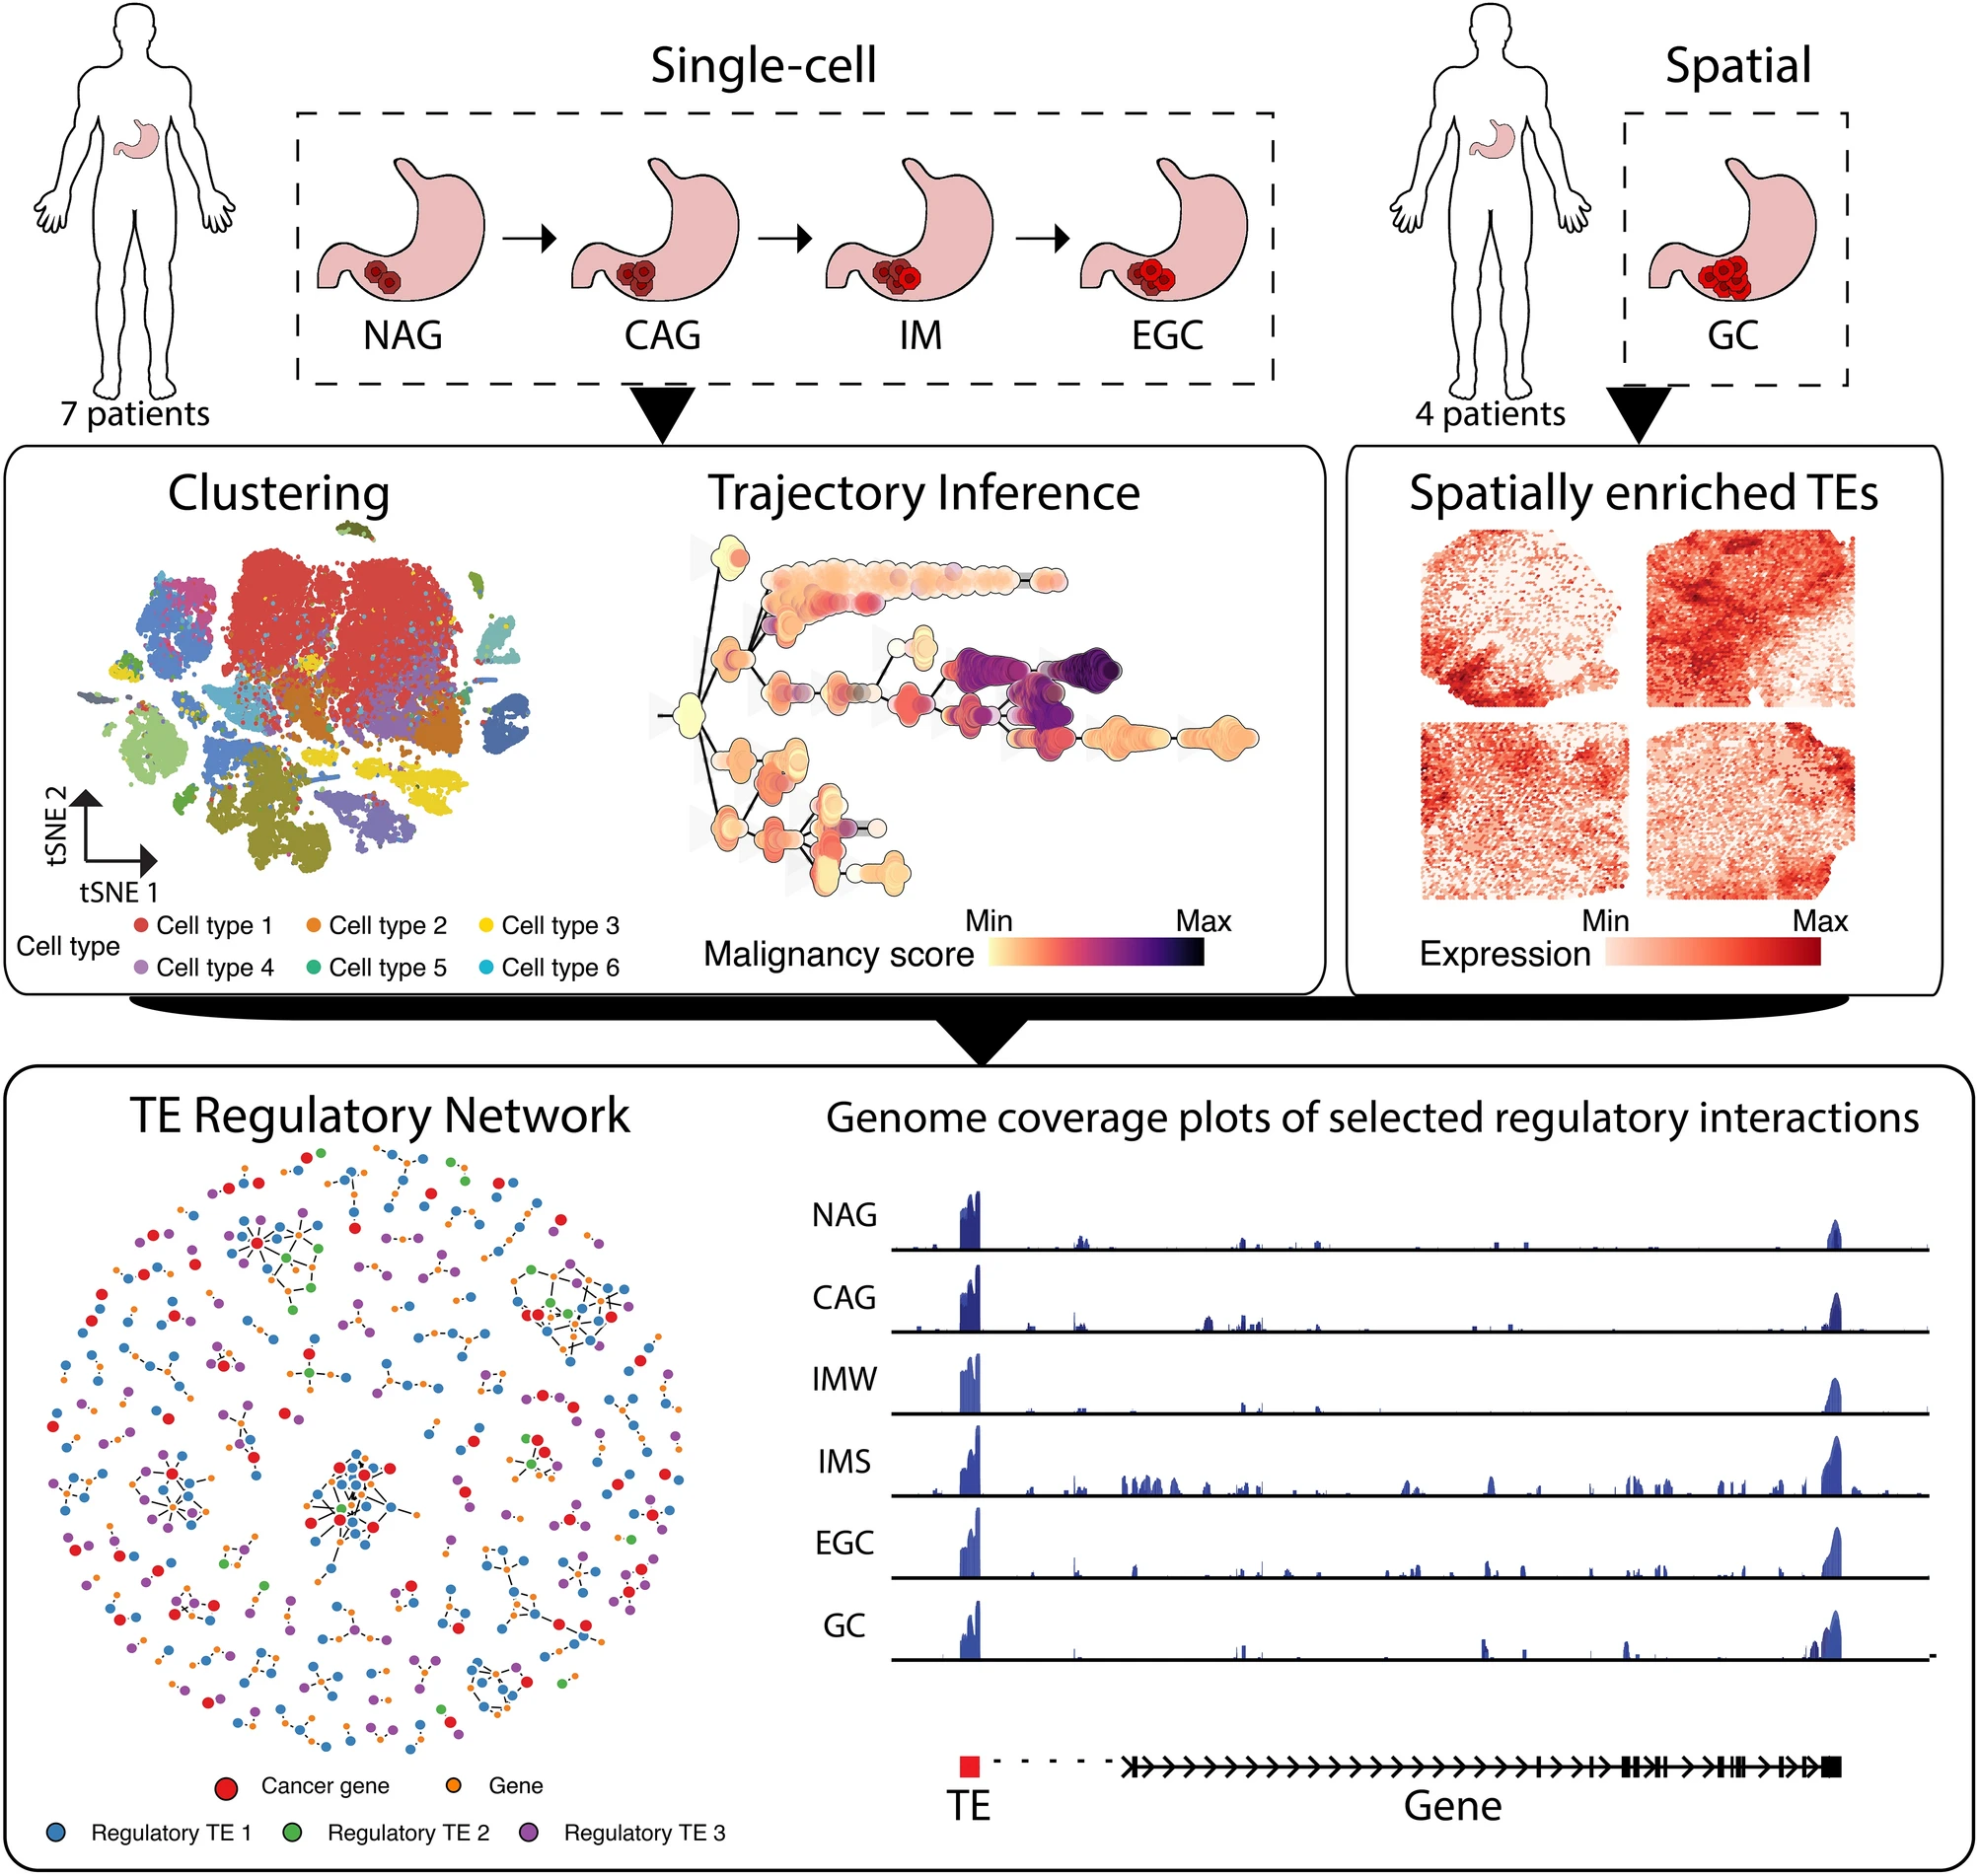 Single-cell
Spatial
NAG
CAG
IM
EGC
GC
7 patients
4 patients
Clustering
Trajectory Inference
Spatially enriched TEs
tSNE 2
tSNE 1
Cell type
Cell type 1
Cell type 2
Cell type 3
Cell type 4
Cell type 5
Cell type 6
Min Max
Malignancy score
Min Max
Expression
TE Regulatory Network
Genome coverage plots of selected regulatory interactions
NAG
CAG
IMW
IMS
EGC
GC
TE
Gene
Cancer gene
Gene
Regulatory TE 1
Regulatory TE 2
Regulatory TE 3